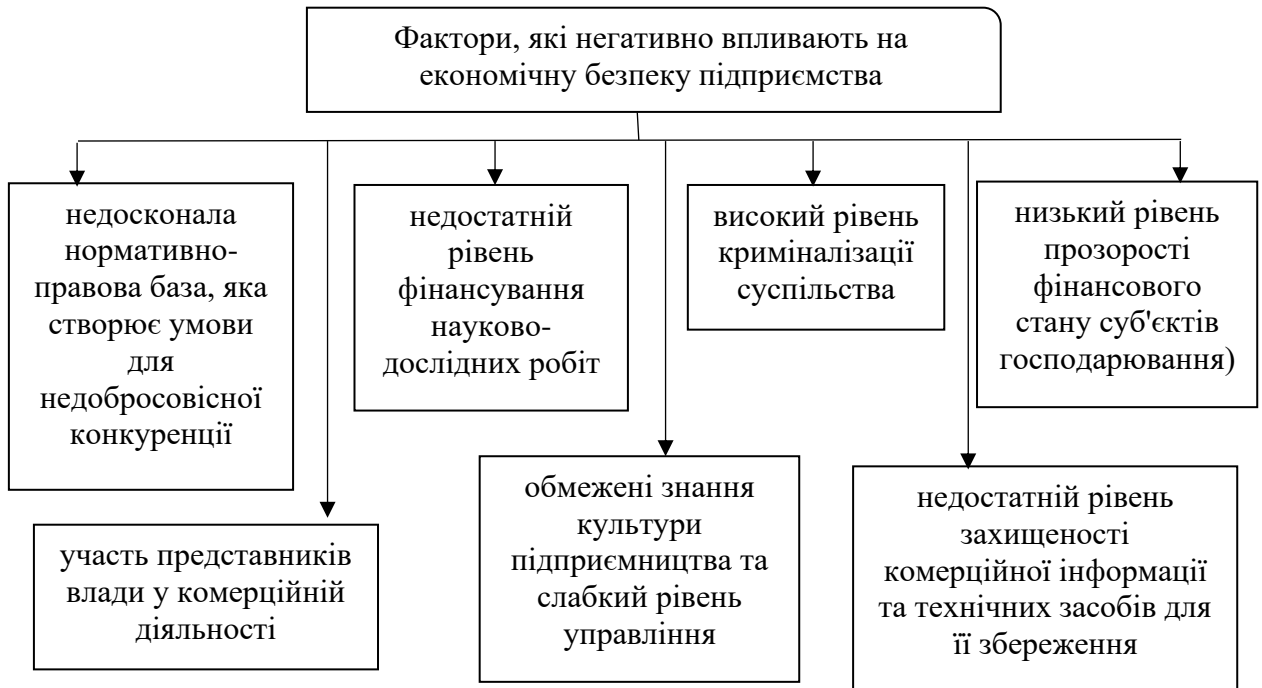 Фактори, які негативно впливають на
економічну безпеку підприємства
недосконала
нормативно-
правова база, яка
створює умови
для
недобросовісної
конкуренції
недостатній
рівень
фінансування
науково-
дослідних робіт
високий рівень
криміналізації
суспільства
низький рівень
прозорості
фінансового
стану суб'єктів
господарювання)
участь представників
влади у комерційній
діяльності
обмежені знання
культури
підприємництва та
слабкий рівень
управління
недостатній рівень
захищеності
комерційної інформації
та технічних засобів для
її збереження